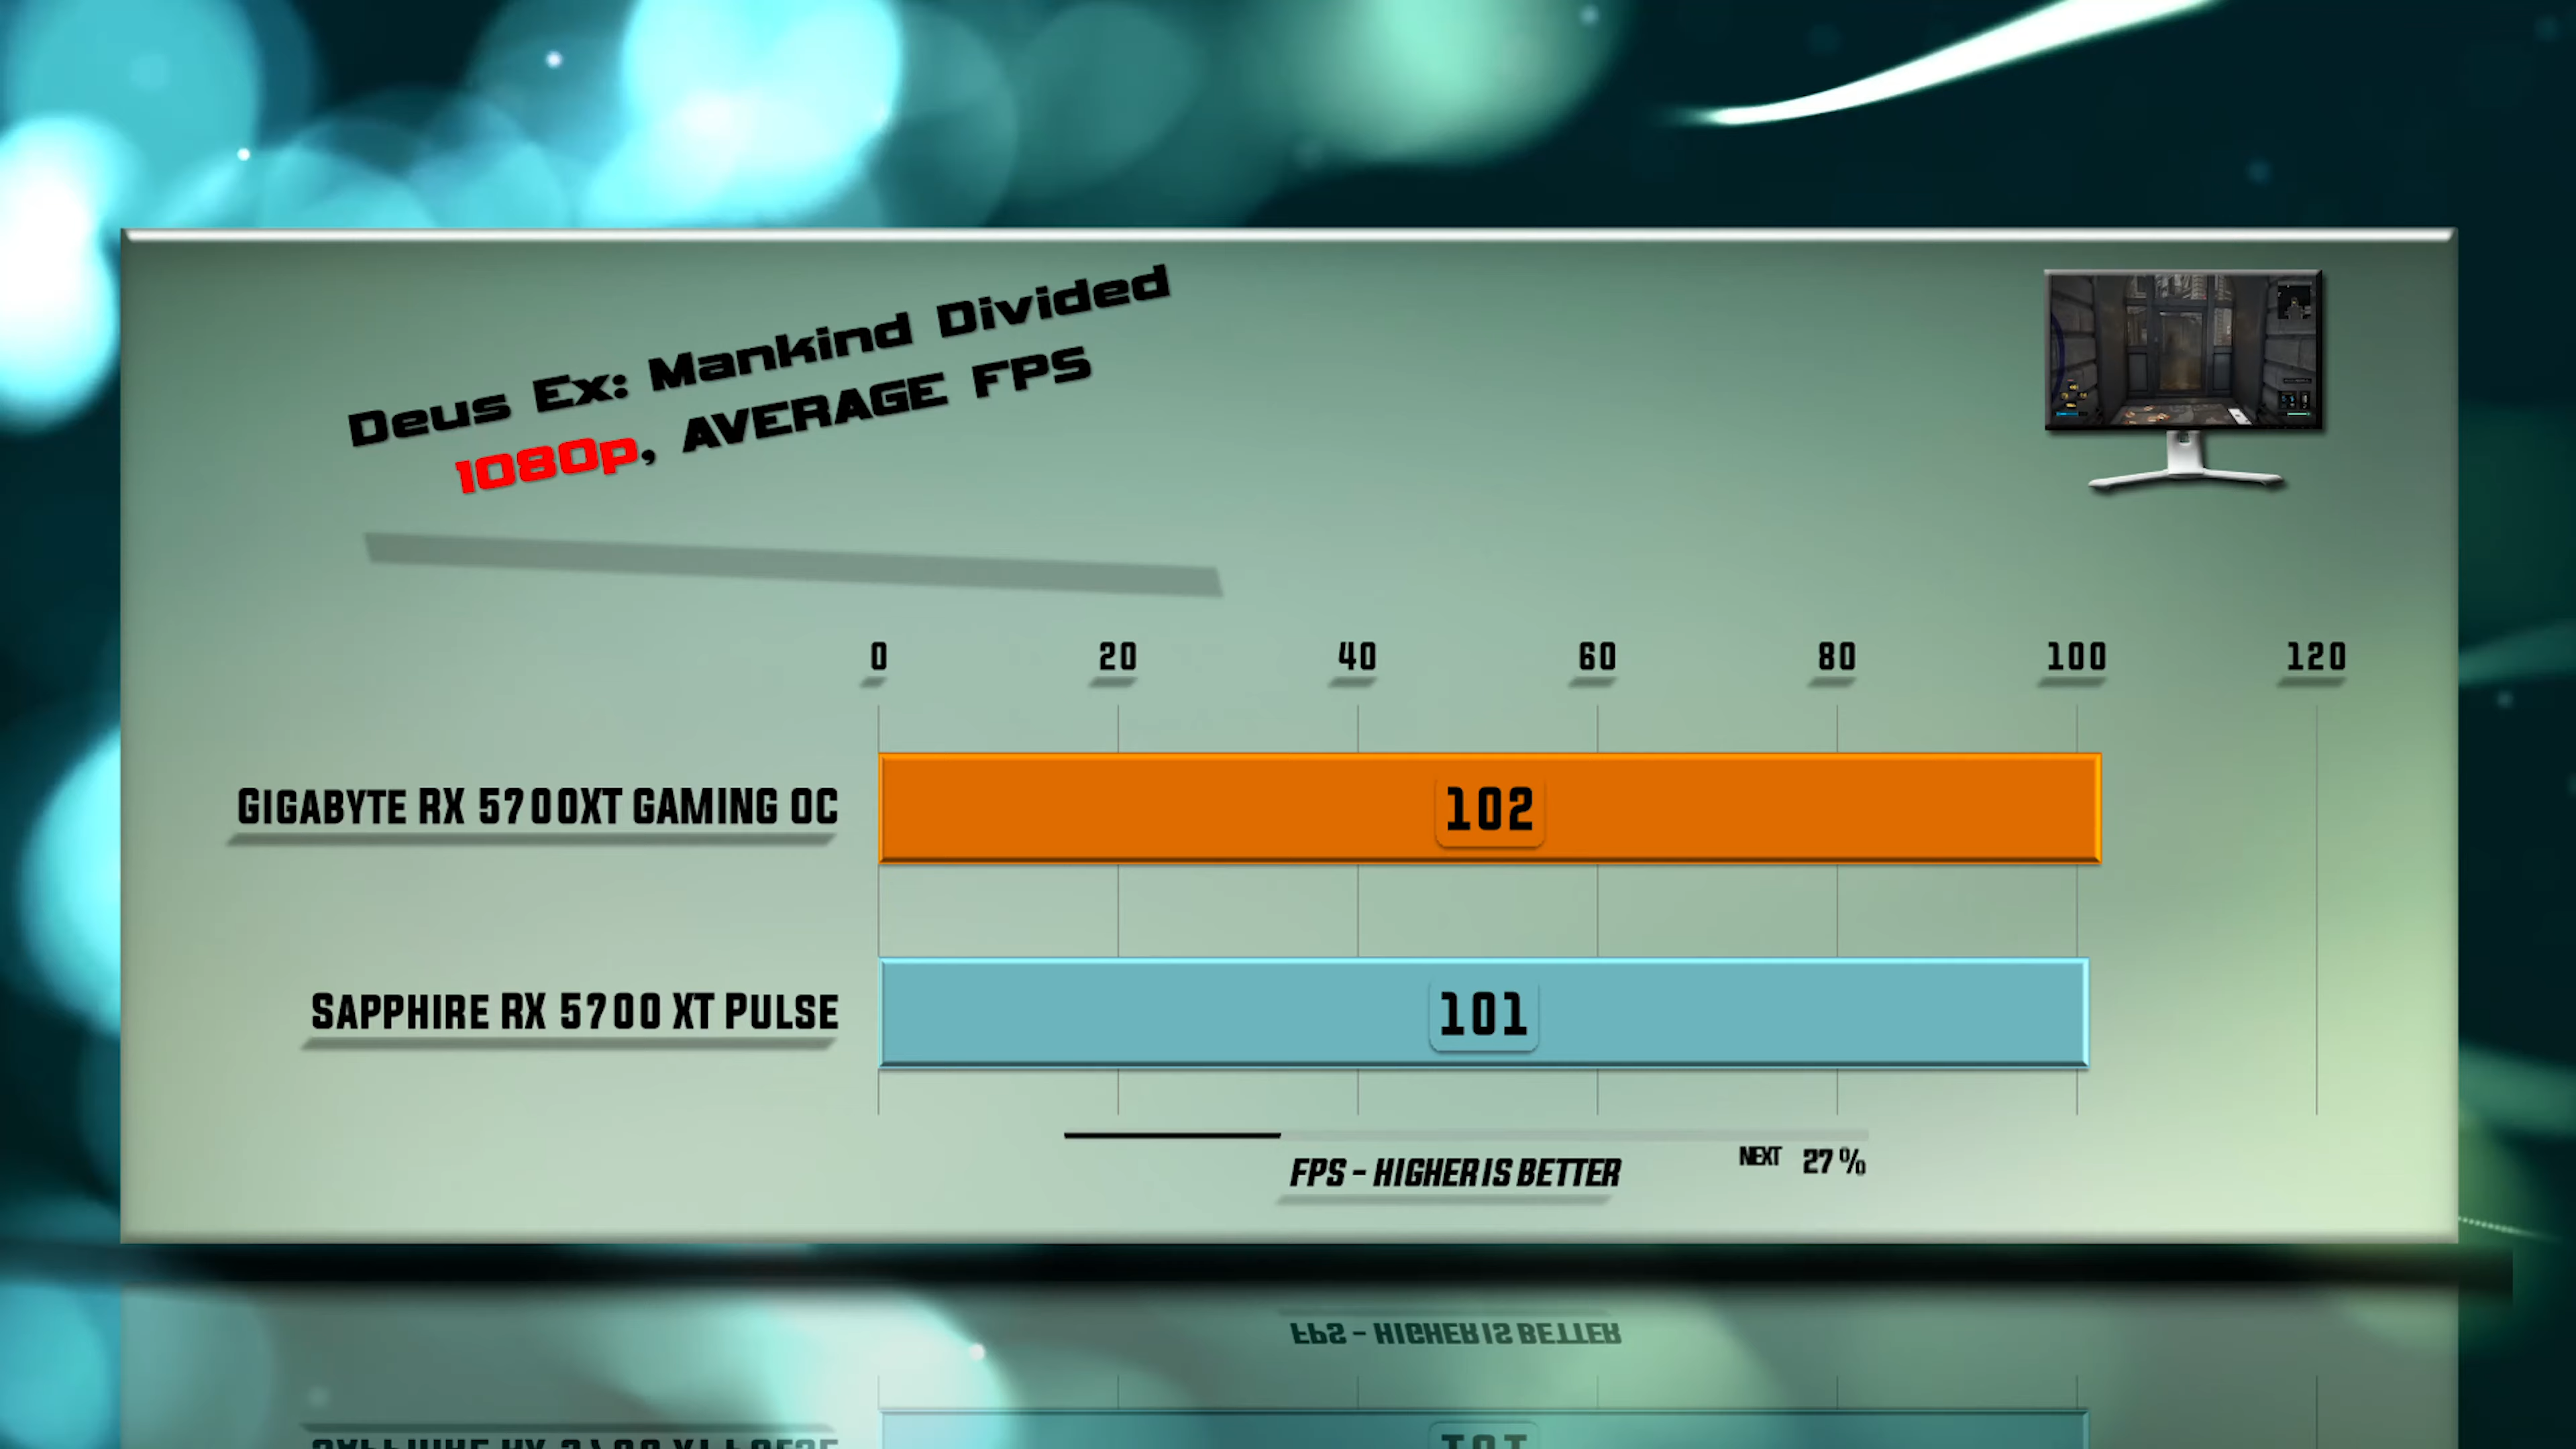 Deus Ex: Mankind Divided
1080p, AVERAGE FPS
0 20 40 60 80 100 120
GIGABYTE RX 5700XT GAMING OC 102
SAPPHIRE RX 5700 XT PULSE 101
NEXT 27 %
FPS - HIGHER IS BETTER